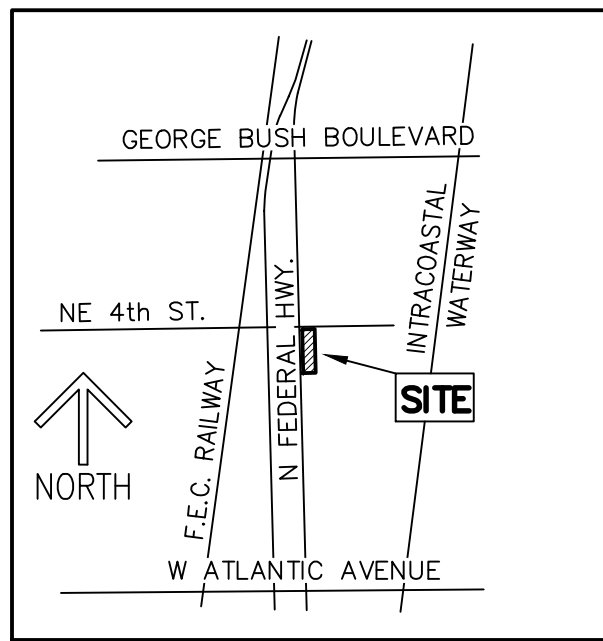 GEORGE BUSH BOULEVARD
INTRACOASTAL
WATERWAY
NE 4th ST.
N FEDERAL HWY.
SITE
F.E.C. RAILWAY
NORTH
W ATLANTIC AVENUE